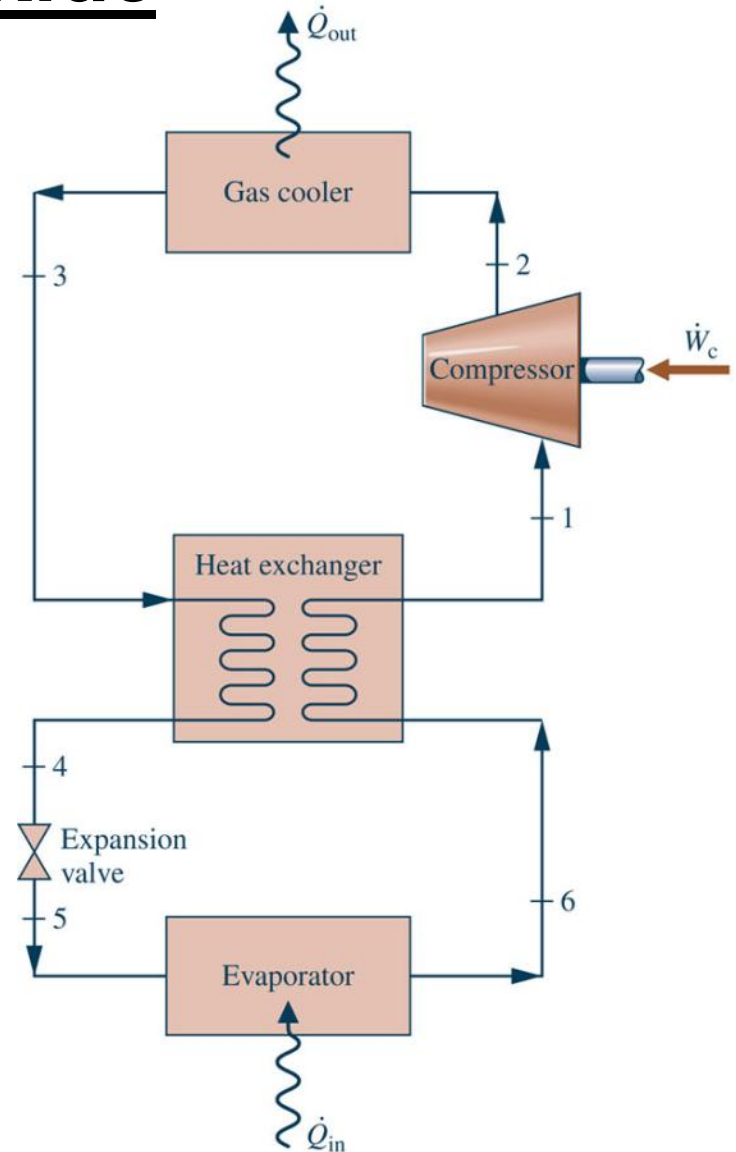 Q̇out
Gas cooler
3
2
Ẇc
Compressor
1
Heat exchanger
4
Expansion
valve
5
6
Evaporator
Q̇in